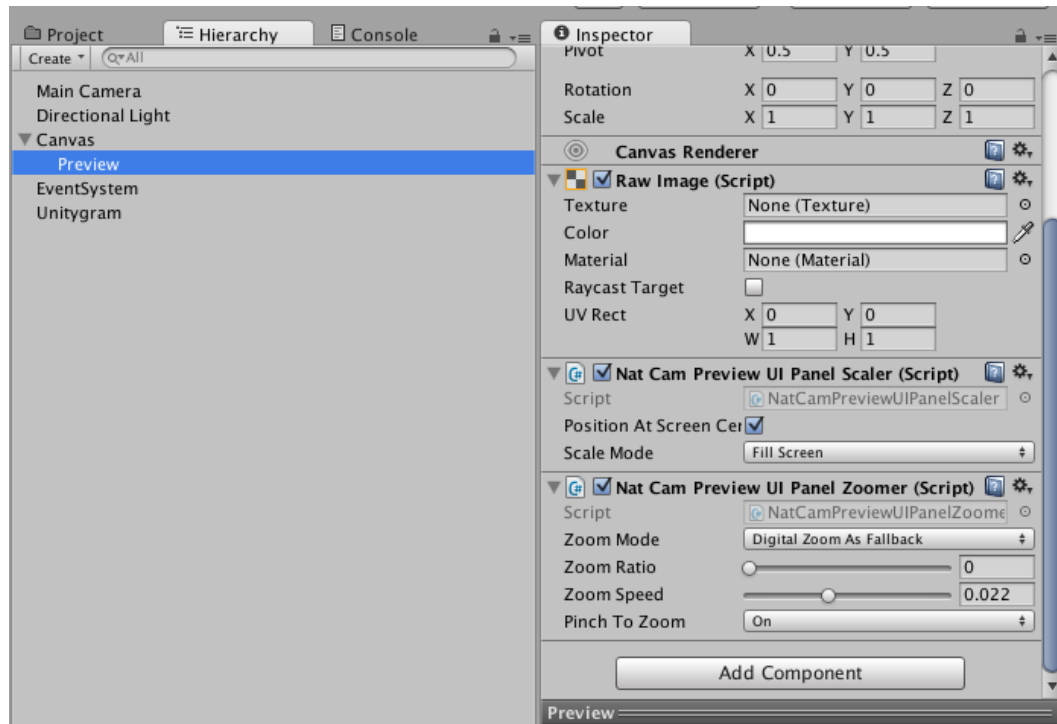 Project
Hierarchy
Console
Create
All
Main Camera
Directional Light
Canvas
Preview
EventSystem
Unitygram
Inspector
Pivot X 0.5 Y 0.5
Rotation X 0 Y 0 Z 0
Scale X 1 Y 1 Z 1
Canvas Renderer
Raw Image (Script)
Texture None (Texture)
Color
Material None (Material)
Raycast Target
UV Rect X 0 Y 0
W 1 H 1
Nat Cam Preview UI Panel Scaler (Script)
Script NatCamPreviewUIPanelScaler
Position At Screen Cer
Scale Mode Fill Screen
Nat Cam Preview UI Panel Zoomer (Script)
Script NatCamPreviewUIPanelZoome
Zoom Mode Digital Zoom As Fallback
Zoom Ratio 0
Zoom Speed 0.022
Pinch To Zoom On
Add Component
Preview